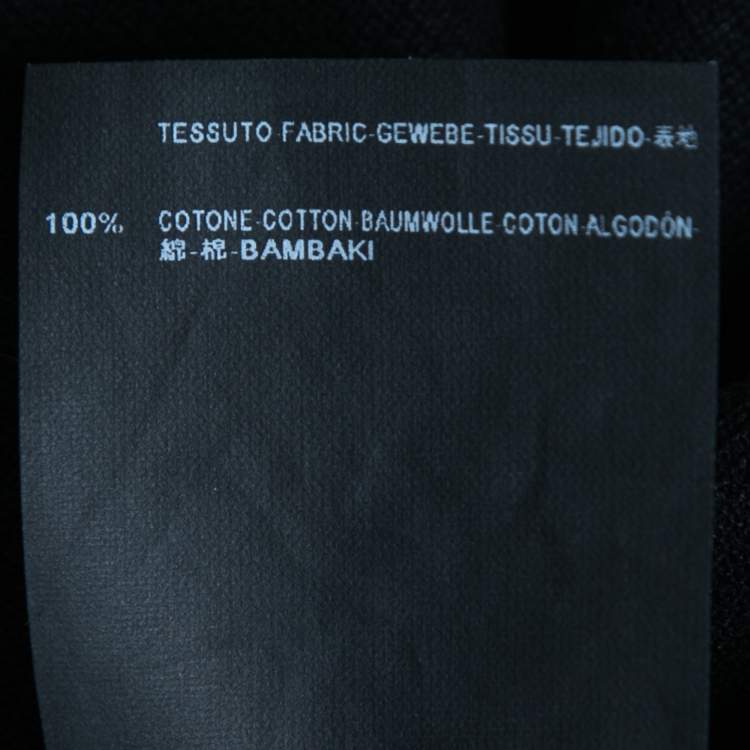 TESSUTO-FABRIC-GEWEBE-TISSU-TEJIDO-表地
100% COTONE-COTTON-BAUMWOLLE-COTON-ALGODÓN-
綿-棉-BAMBAKI